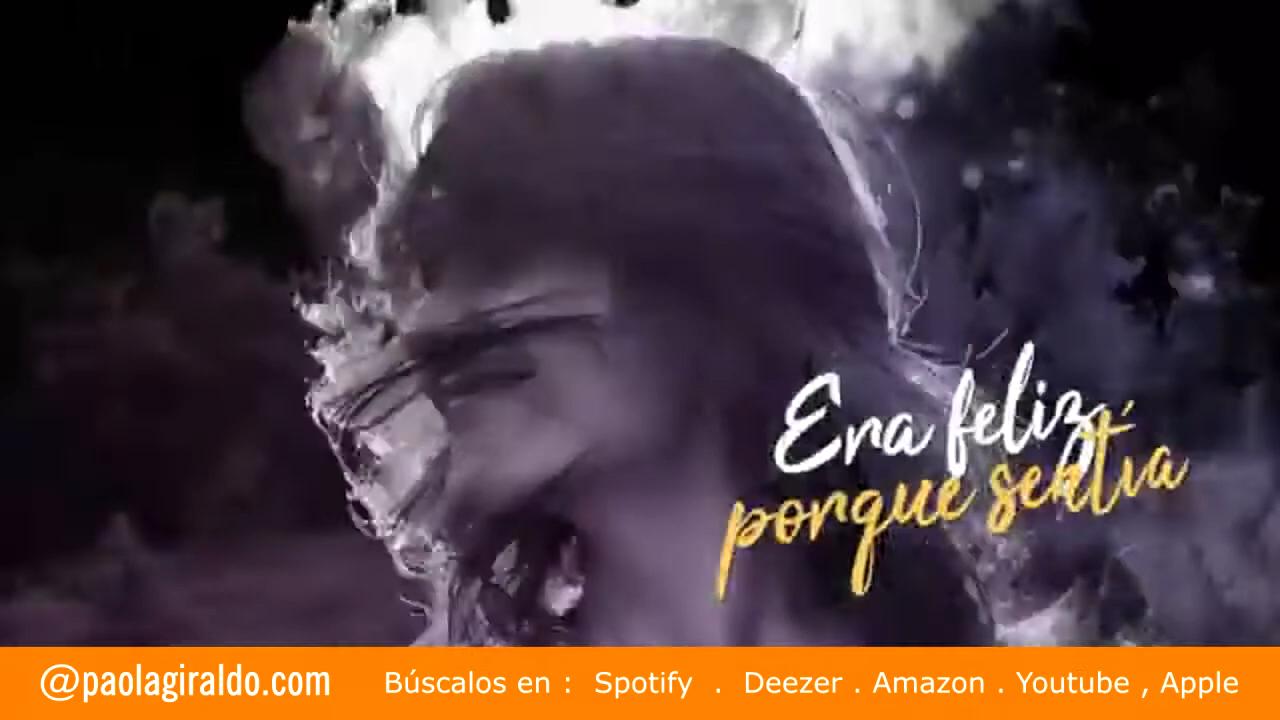 Era feliz
porque sentía
@paolagiraldo.com
Búscalos en : Spotify . Deezer . Amazon . Youtube , Apple